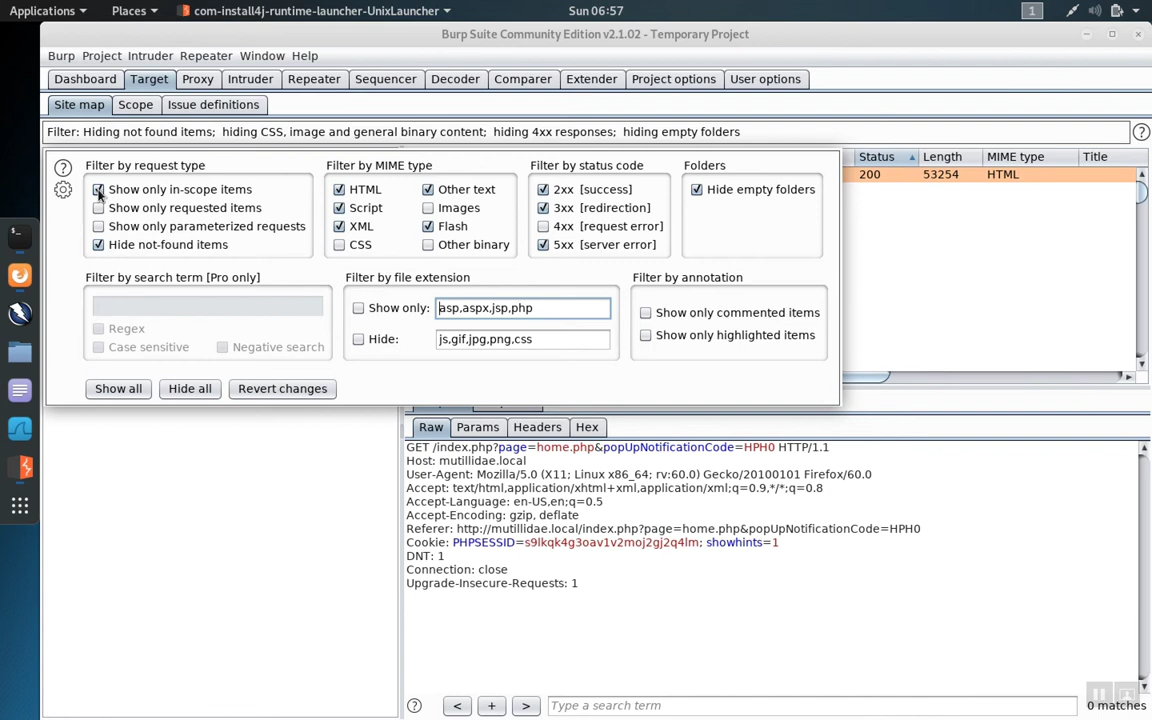 Applications ▾ Places ▾ com-install4j-runtime-launcher-UnixLauncher ▾ Sun 06:57 1
Burp Suite Community Edition v2.1.02 - Temporary Project
Burp Project Intruder Repeater Window Help
Dashboard Target Proxy Intruder Repeater Sequencer Decoder Comparer Extender Project options User options
Site map Scope Issue definitions
Filter: Hiding not found items; hiding CSS, image and general binary content; hiding 4xx responses; hiding empty folders ?
Status Length MIME type Title
200 53254 HTML
? Filter by request type Filter by MIME type Filter by status code Folders
Show only in-scope items HTML Other text 2xx [success] Hide empty folders
Show only requested items Script Images 3xx [redirection]
Show only parameterized requests XML Flash 4xx [request error]
Hide not-found items CSS Other binary 5xx [server error]
Filter by search term [Pro only] Filter by file extension Filter by annotation
Show only: asp,aspx,jsp,php Show only commented items
Regex
Hide: js,gif,jpg,png,css Show only highlighted items
Case sensitive Negative search
Show all Hide all Revert changes
Raw Params Headers Hex
GET /index.php?page=home.php&popUpNotificationCode=HPH0 HTTP/1.1
Host: mutillidae.local
User-Agent: Mozilla/5.0 (X11; Linux x86_64; rv:60.0) Gecko/20100101 Firefox/60.0
Accept: text/html,application/xhtml+xml,application/xml;q=0.9,*/*;q=0.8
Accept-Language: en-US,en;q=0.5
Accept-Encoding: gzip, deflate
Referer: http://mutillidae.local/index.php?page=home.php&popUpNotificationCode=HPH0
Cookie: PHPSESSID=s9lkqk4g3oav1v2moj2gj2q4lm; showhints=1
DNT: 1
Connection: close
Upgrade-Insecure-Requests: 1
? < + > Type a search term 0 matches